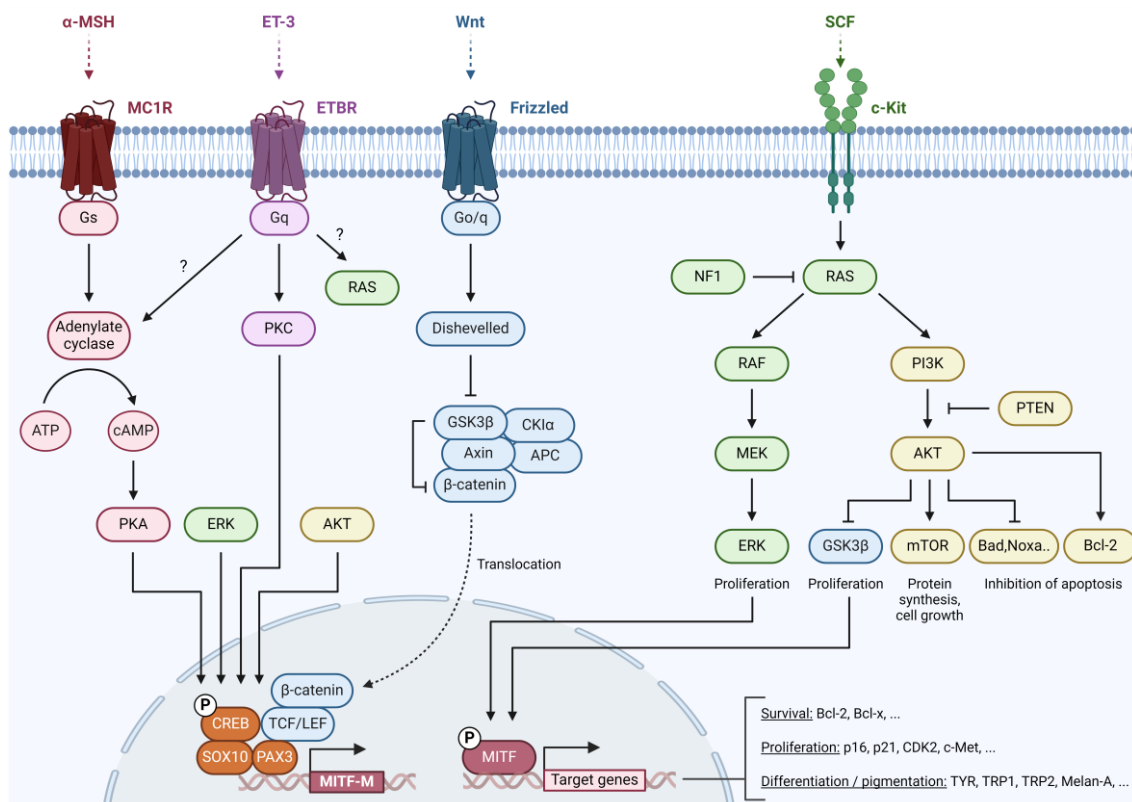 α-MSH
ET-3
Wnt
SCF
MC1R
ETBR
Frizzled
c-Kit
Gs
Gq
Go/q
?
?
NF1
RAS
RAS
Adenylate
cyclase
PKC
Dishevelled
RAF
PI3K
PTEN
ATP
cAMP
GSK3β
CKIα
Axin
APC
β-catenin
MEK
AKT
PKA
ERK
AKT
ERK
GSK3β
mTOR
Bad,Noxa..
Bcl-2
Translocation
Proliferation
Proliferation
Protein
synthesis,
cell growth
Inhibition of apoptosis
β-catenin
P
CREB
TCF/LEF
SOX10
PAX3
MITF-M
P
MITF
Target genes
Survival: Bcl-2, Bcl-x, ...
Proliferation: p16, p21, CDK2, c-Met, ...
Differentiation / pigmentation: TYR, TRP1, TRP2, Melan-A, ...